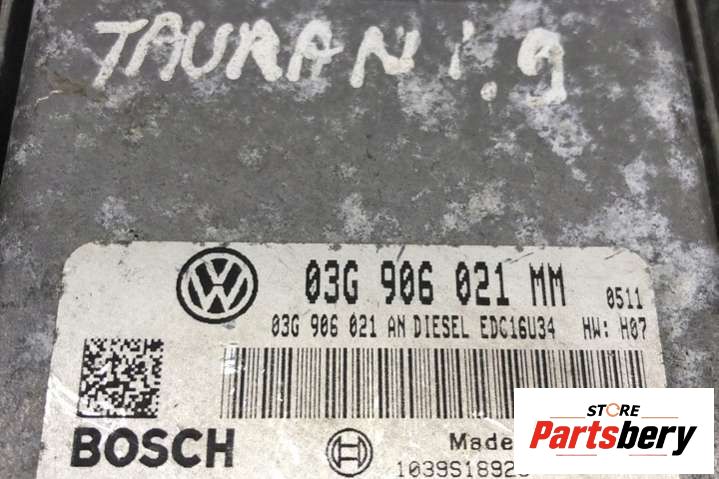 TAURAN 1.9
03G 906 021 MM 0511
03G 906 021 AN DIESEL EDC16U34 HW: H07
BOSCH
Made
STORE
Partsbery